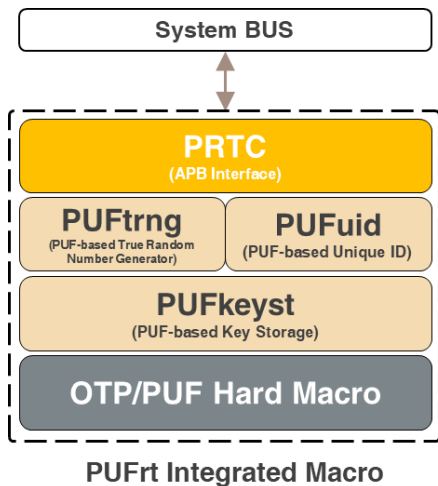 System BUS
PRTC
(APB Interface)
PUFtrng
(PUF-based True Random
Number Generator)
PUFuid
(PUF-based Unique ID)
PUFkeyst
(PUF-based Key Storage)
OTP/PUF Hard Macro
PUFrt Integrated Macro